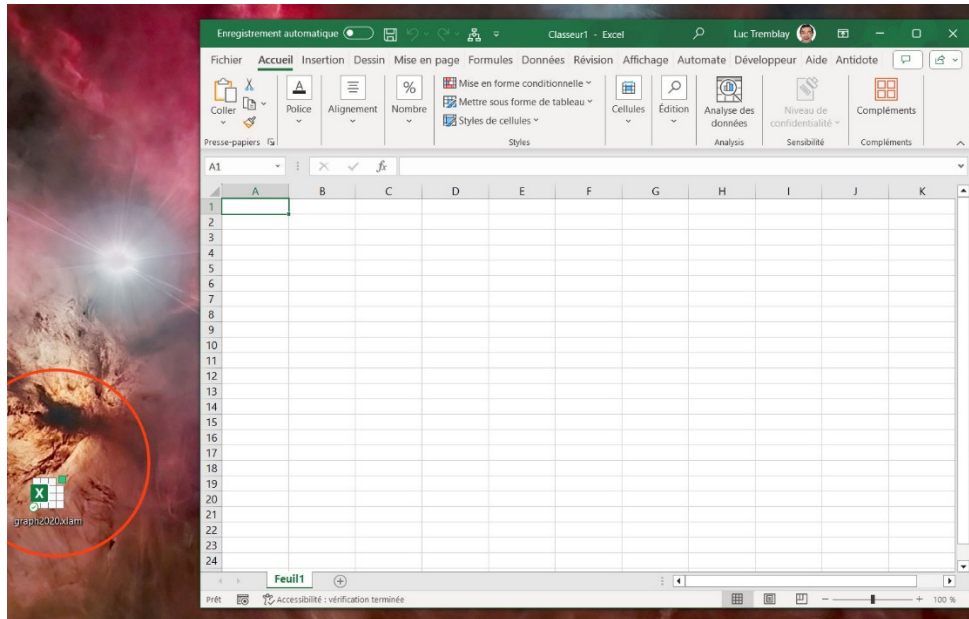 Enregistrement automatique Classeur1 - Excel Luc Tremblay
Fichier Accueil Insertion Dessin Mise en page Formules Données Révision Affichage Automate Développeur Aide Antidote
Coller
Police
Alignement
Nombre
%
Mise en forme conditionnelle
Mettre sous forme de tableau
Styles de cellules
Cellules
Édition
Analyse des données
Niveau de confidentialité
Compléments
Presse-papiers Styles Analysis Sensibilité Compléments
A1 fx
A B C D E F G H I J K
1
2
3
4
5
6
7
8
9
10
11
12
13
14
15
16
17
18
19
20
21
22
23
24
graph2020.xlam
Feuil1
Prêt Accessibilité : vérification terminée 100 %